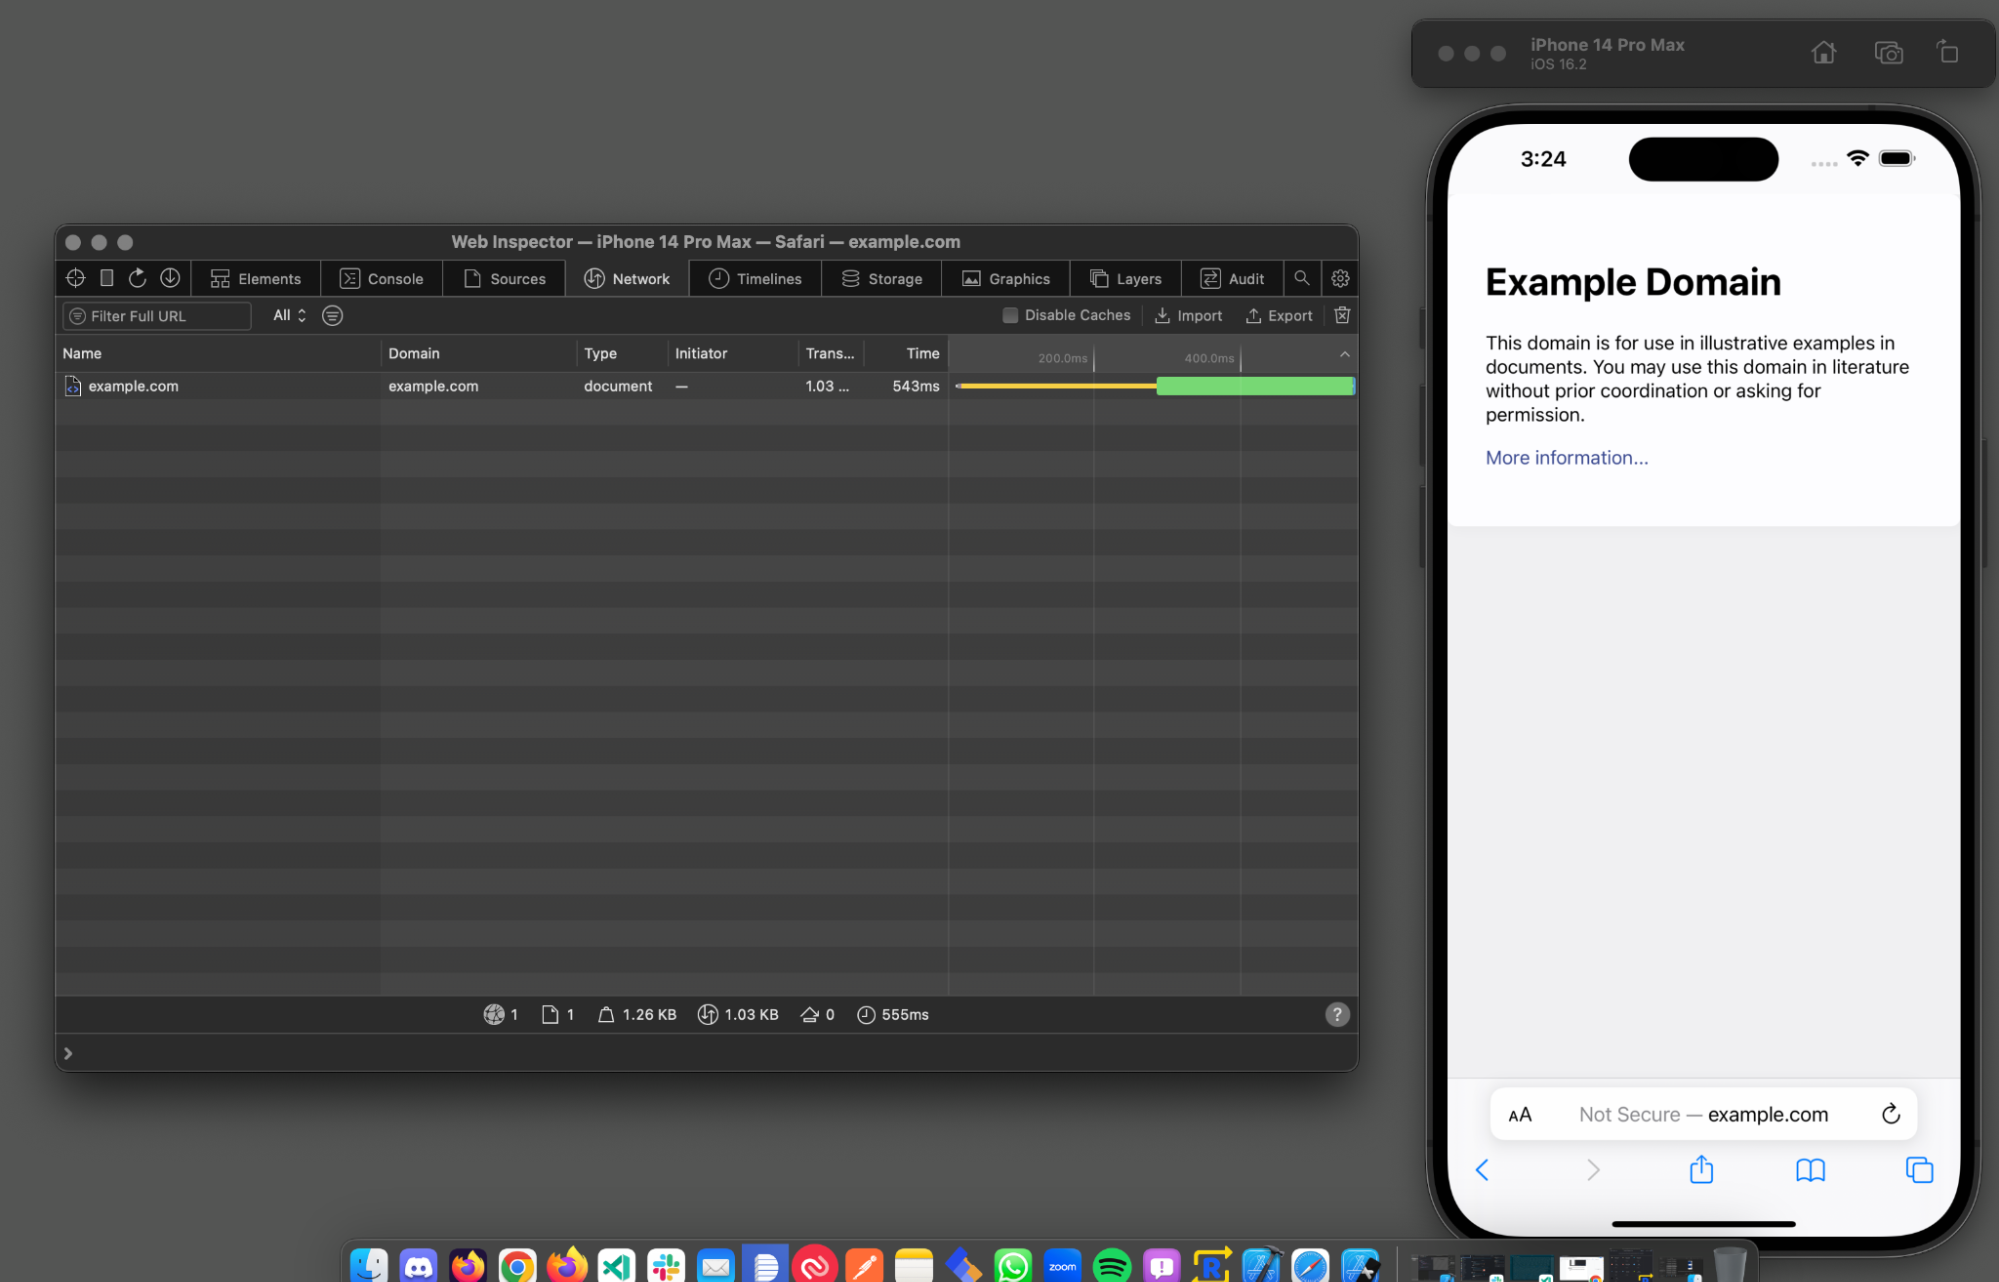 iPhone 14 Pro Max
iOS 16.2
3:24
Web Inspector — iPhone 14 Pro Max — Safari — example.com
Elements Console Sources Network Timelines Storage Graphics Layers Audit
Filter Full URL All Disable Caches Import Export
Name Domain Type Initiator Trans... Time 200.0ms 400.0ms
example.com example.com document — 1.03 ... 543ms
1 1 1.26 KB 1.03 KB 0 555ms ?
Example Domain
This domain is for use in illustrative examples in
documents. You may use this domain in literature
without prior coordination or asking for
permission.
More information...
AA Not Secure — example.com
zoom